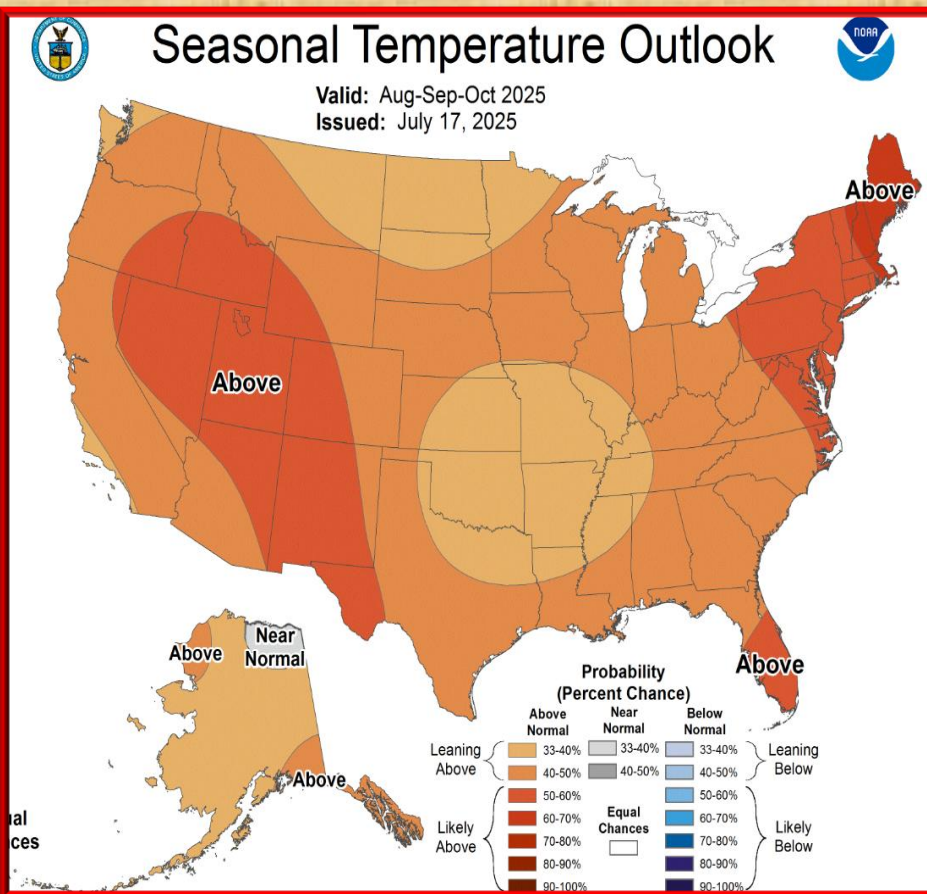 Seasonal Temperature Outlook
NOAA
Valid: Aug-Sep-Oct 2025
Issued: July 17, 2025
Above
Above
Above
Near
Normal
Above
Above
ual
ces
Probability
(Percent Chance)
Above
Normal
Near
Normal
Below
Normal
Leaning
Above
33-40%
33-40%
33-40%
Leaning
Below
40-50%
40-50%
40-50%
Likely
Above
50-60%
50-60%
Likely
Below
60-70%
Equal
Chances
60-70%
70-80%
70-80%
80-90%
80-90%
90-100%
90-100%